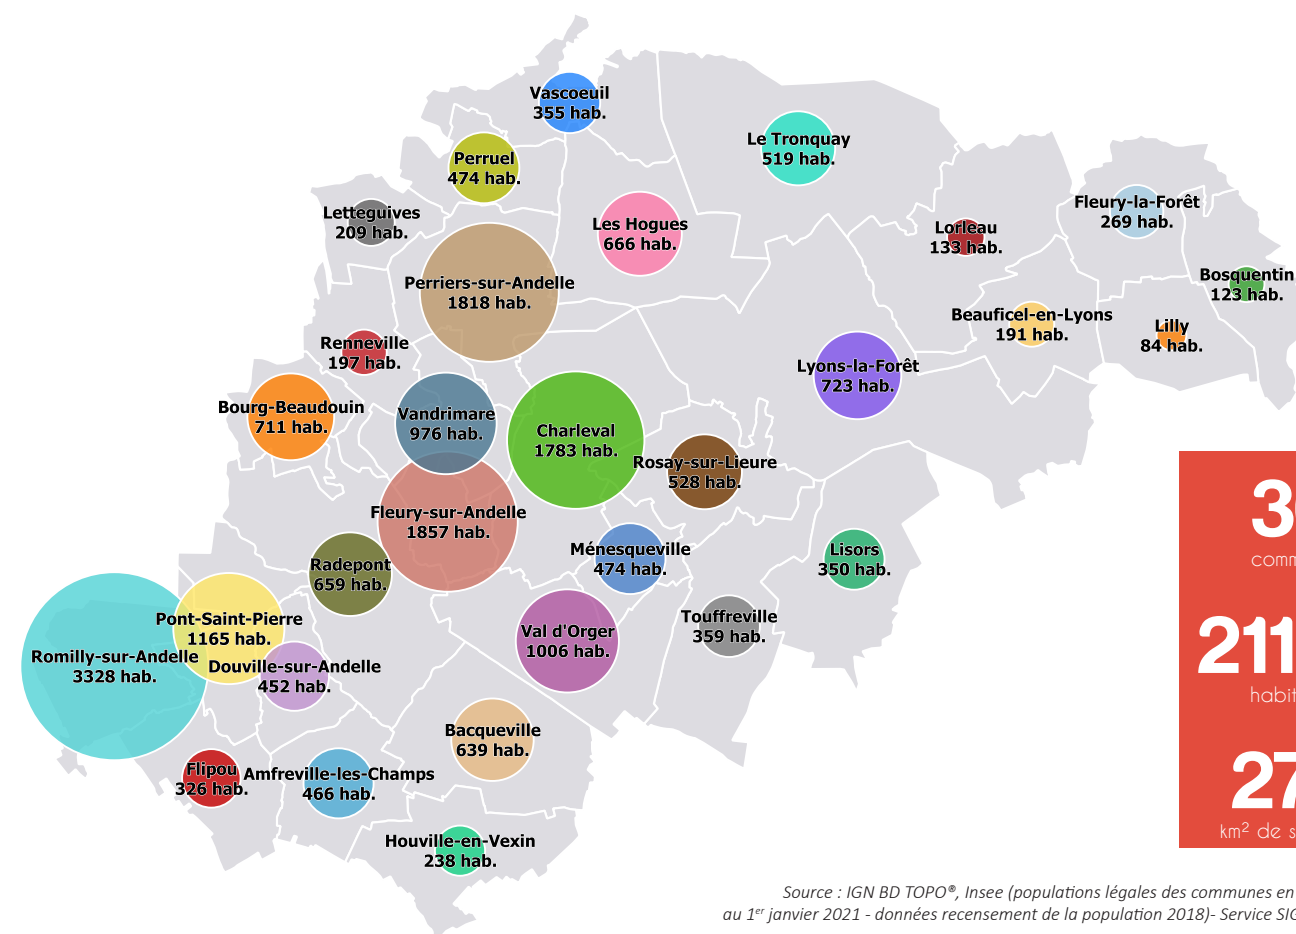 Vascoeuil
355 hab.
Le Tronquay
519 hab.
Perruel
474 hab.
Fleury-la-Forêt
269 hab.
Letteguives
209 hab.
Les Hogues
666 hab.
Lorleau
133 hab.
Bosquentin
123 hab.
Perriers-sur-Andelle
1818 hab.
Beauficel-en-Lyons
191 hab.
Lilly
84 hab.
Renneville
197 hab.
Lyons-la-Forêt
723 hab.
Bourg-Beaudouin
711 hab.
Vandrimare
976 hab.
Charleval
1783 hab.
Rosay-sur-Lieure
528 hab.
Fleury-sur-Andelle
1857 hab.
Ménesqueville
474 hab.
Lisors
350 hab.
Radepont
659 hab.
Pont-Saint-Pierre
1165 hab.
Touffreville
359 hab.
Val d'Orger
1006 hab.
Romilly-sur-Andelle
3328 hab.
Douville-sur-Andelle
452 hab.
Bacqueville
639 hab.
Flipou
326 hab.
Amfreville-les-Champs
466 hab.
Houville-en-Vexin
238 hab.
3
comm
211
habit
27
km² de s
Source : IGN BD TOPO®, Insee (populations légales des communes en
au 1er janvier 2021 - données recensement de la population 2018)- Service SIG